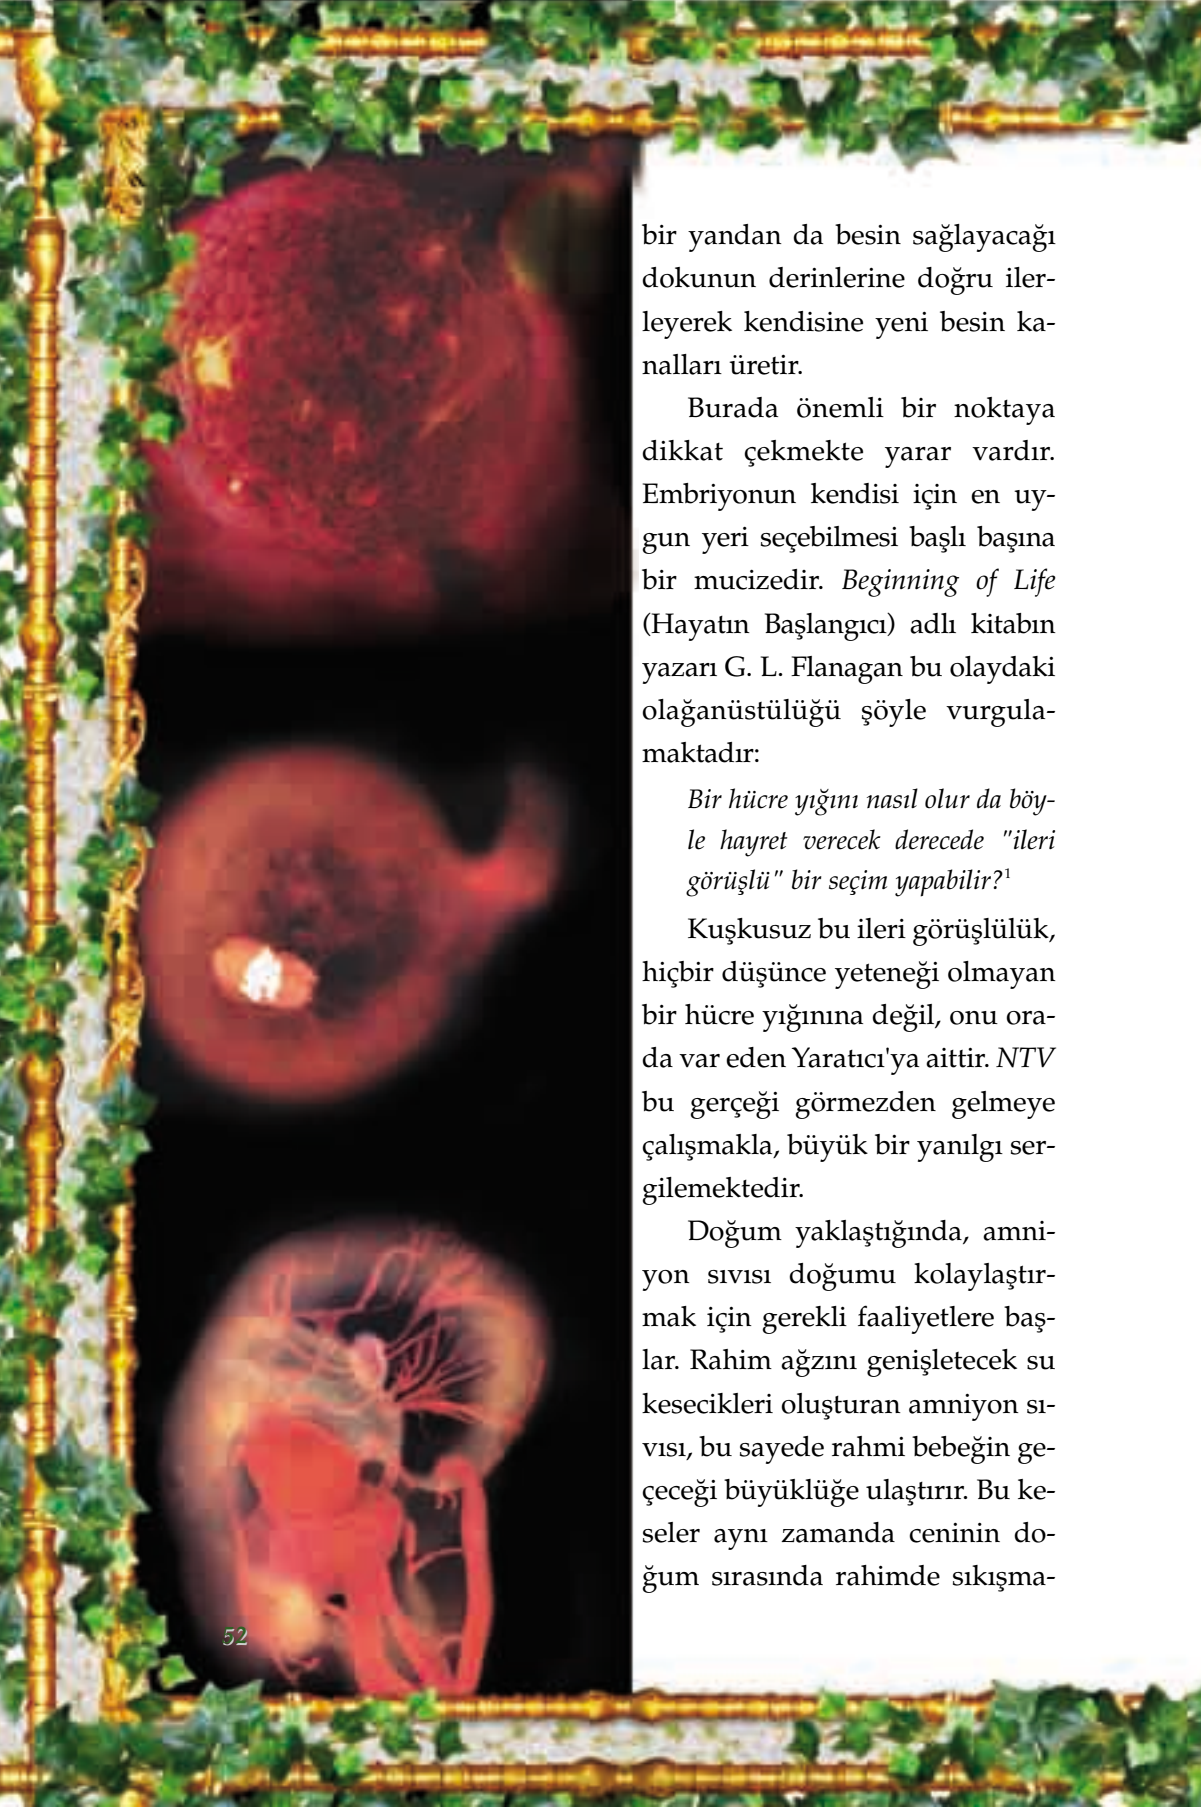 bir yandan da besin sağlayacağı
dokunun derinlerine doğru iler-
leyerek kendisine yeni besin ka-
nalları üretir.
Burada önemli bir noktaya
dikkat çekmekte yarar vardır.
Embriyonun kendisi için en uy-
gun yeri seçebilmesi başlı başına
bir mucizedir. Beginning of Life
(Hayatın Başlangıcı) adlı kitabın
yazarı G. L. Flanagan bu olaydaki
olağanüstülüğü şöyle vurgula-
maktadır:
Bir hücre yığını nasıl olur da böy-
le hayret verecek derecede "ileri
görüşlü" bir seçim yapabilir?¹
Kuşkusuz bu ileri görüşlülük,
hiçbir düşünce yeteneği olmayan
bir hücre yığınına değil, onu ora-
da var eden Yaratıcı'ya aittir. NTV
bu gerçeği görmezden gelmeye
çalışmakla, büyük bir yanılgı ser-
gilemektedir.
Doğum yaklaştığında, amni-
yon sıvısı doğumu kolaylaştır-
mak için gerekli faaliyetlere baş-
lar. Rahim ağzını genişletecek su
kesecikleri oluşturan amniyon sı-
vısı, bu sayede rahmi bebeğin ge-
çeceği büyüklüğe ulaştırır. Bu ke-
seler aynı zamanda ceninin do-
ğum sırasında rahimde sıkışma-
52